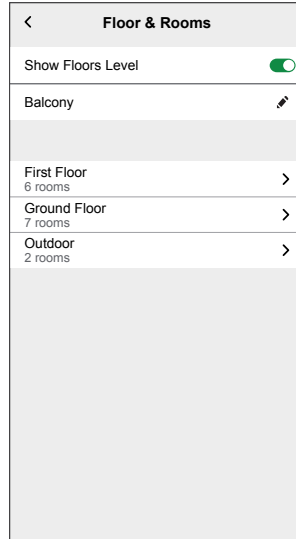 Floor & Rooms
Show Floors Level
Balcony
First Floor
6 rooms
Ground Floor
7 rooms
Outdoor
2 rooms